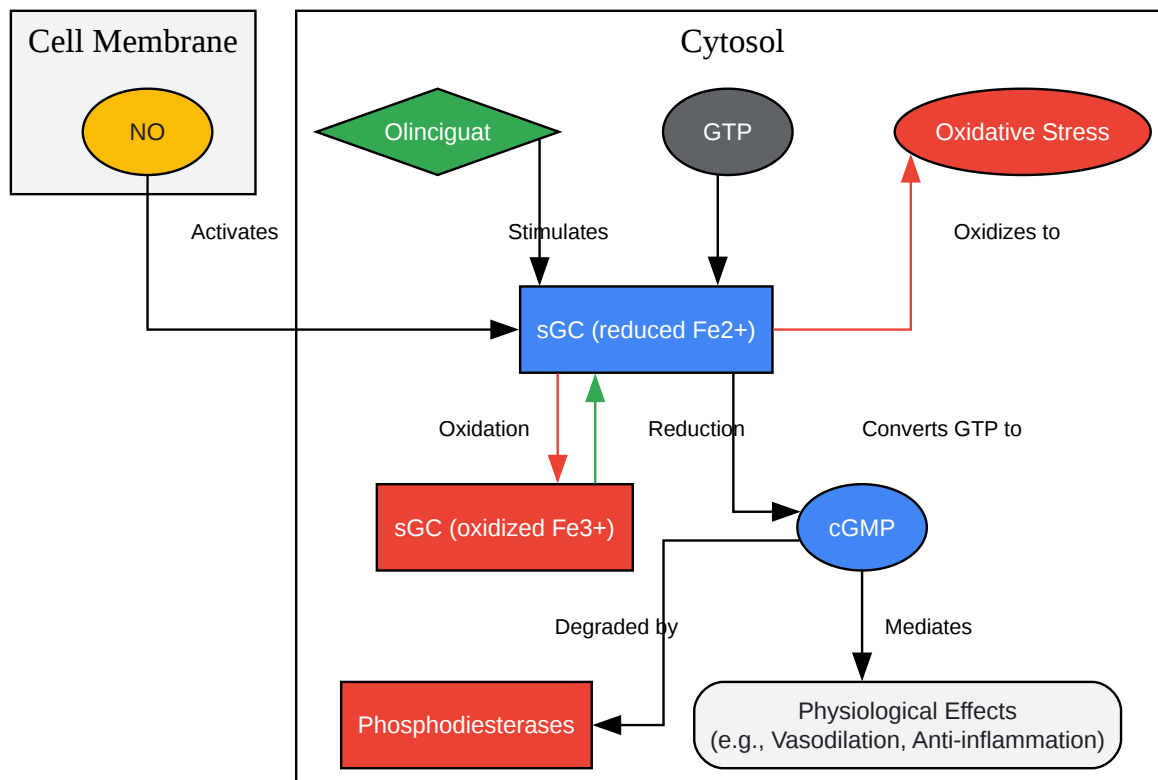 Cell Membrane
Cytosol
NO
Olinciguat
GTP
Oxidative Stress
Activates
Stimulates
Oxidizes to
sGC (reduced Fe2+)
Oxidation
Reduction
Converts GTP to
sGC (oxidized Fe3+)
cGMP
Degraded by
Mediates
Phosphodiesterases
Physiological Effects
(e.g., Vasodilation, Anti-inflammation)